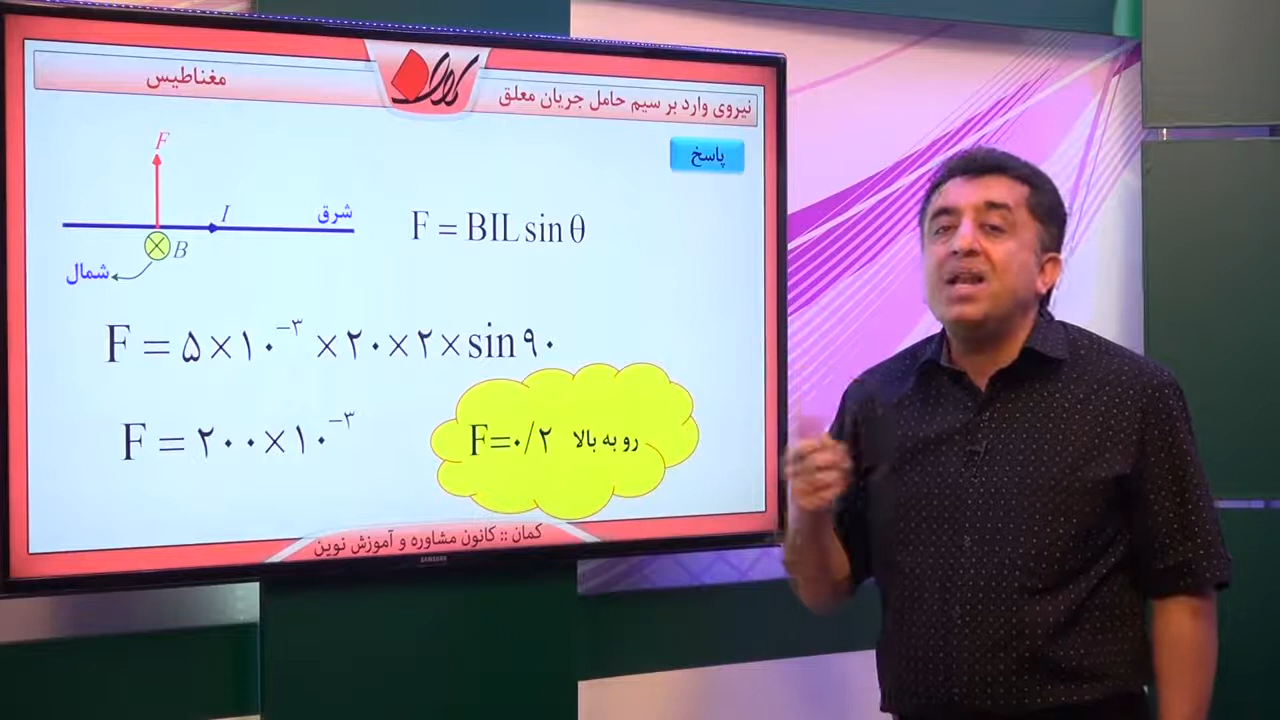 نیروی وارد بر سیم حامل جریان معلق
مغناطیس
پاسخ
F
I
شرق
B
شمال
F = BIL sin θ
F = ۵×۱۰⁻³ ×۲۰×۲× sin ۹۰
F = ۲۰۰×۱۰⁻³
F=۰/۲ رو به بالا
کمان :: کانون مشاوره و آموزش نوین
SAMSUNG